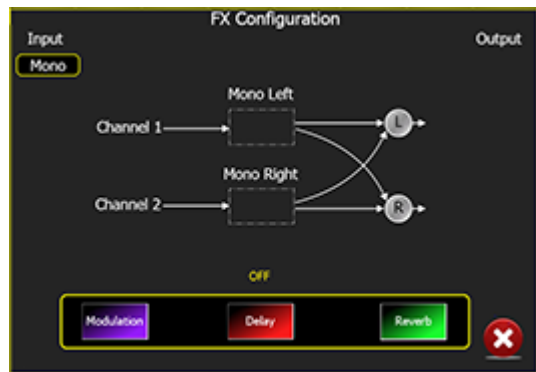 FX Configuration
Input
Output
Mono
Mono Left
Channel 1
L
Mono Right
Channel 2
R
OFF
Modulation
Delay
Reverb